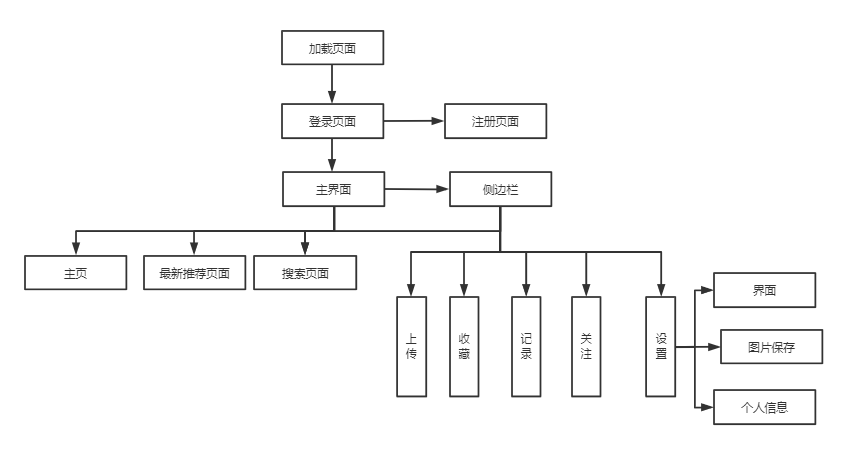 加载页面
登录页面
注册页面
主界面
侧边栏
主页
最新推荐页面
搜索页面
上传
收藏
记录
关注
设置
界面
图片保存
个人信息